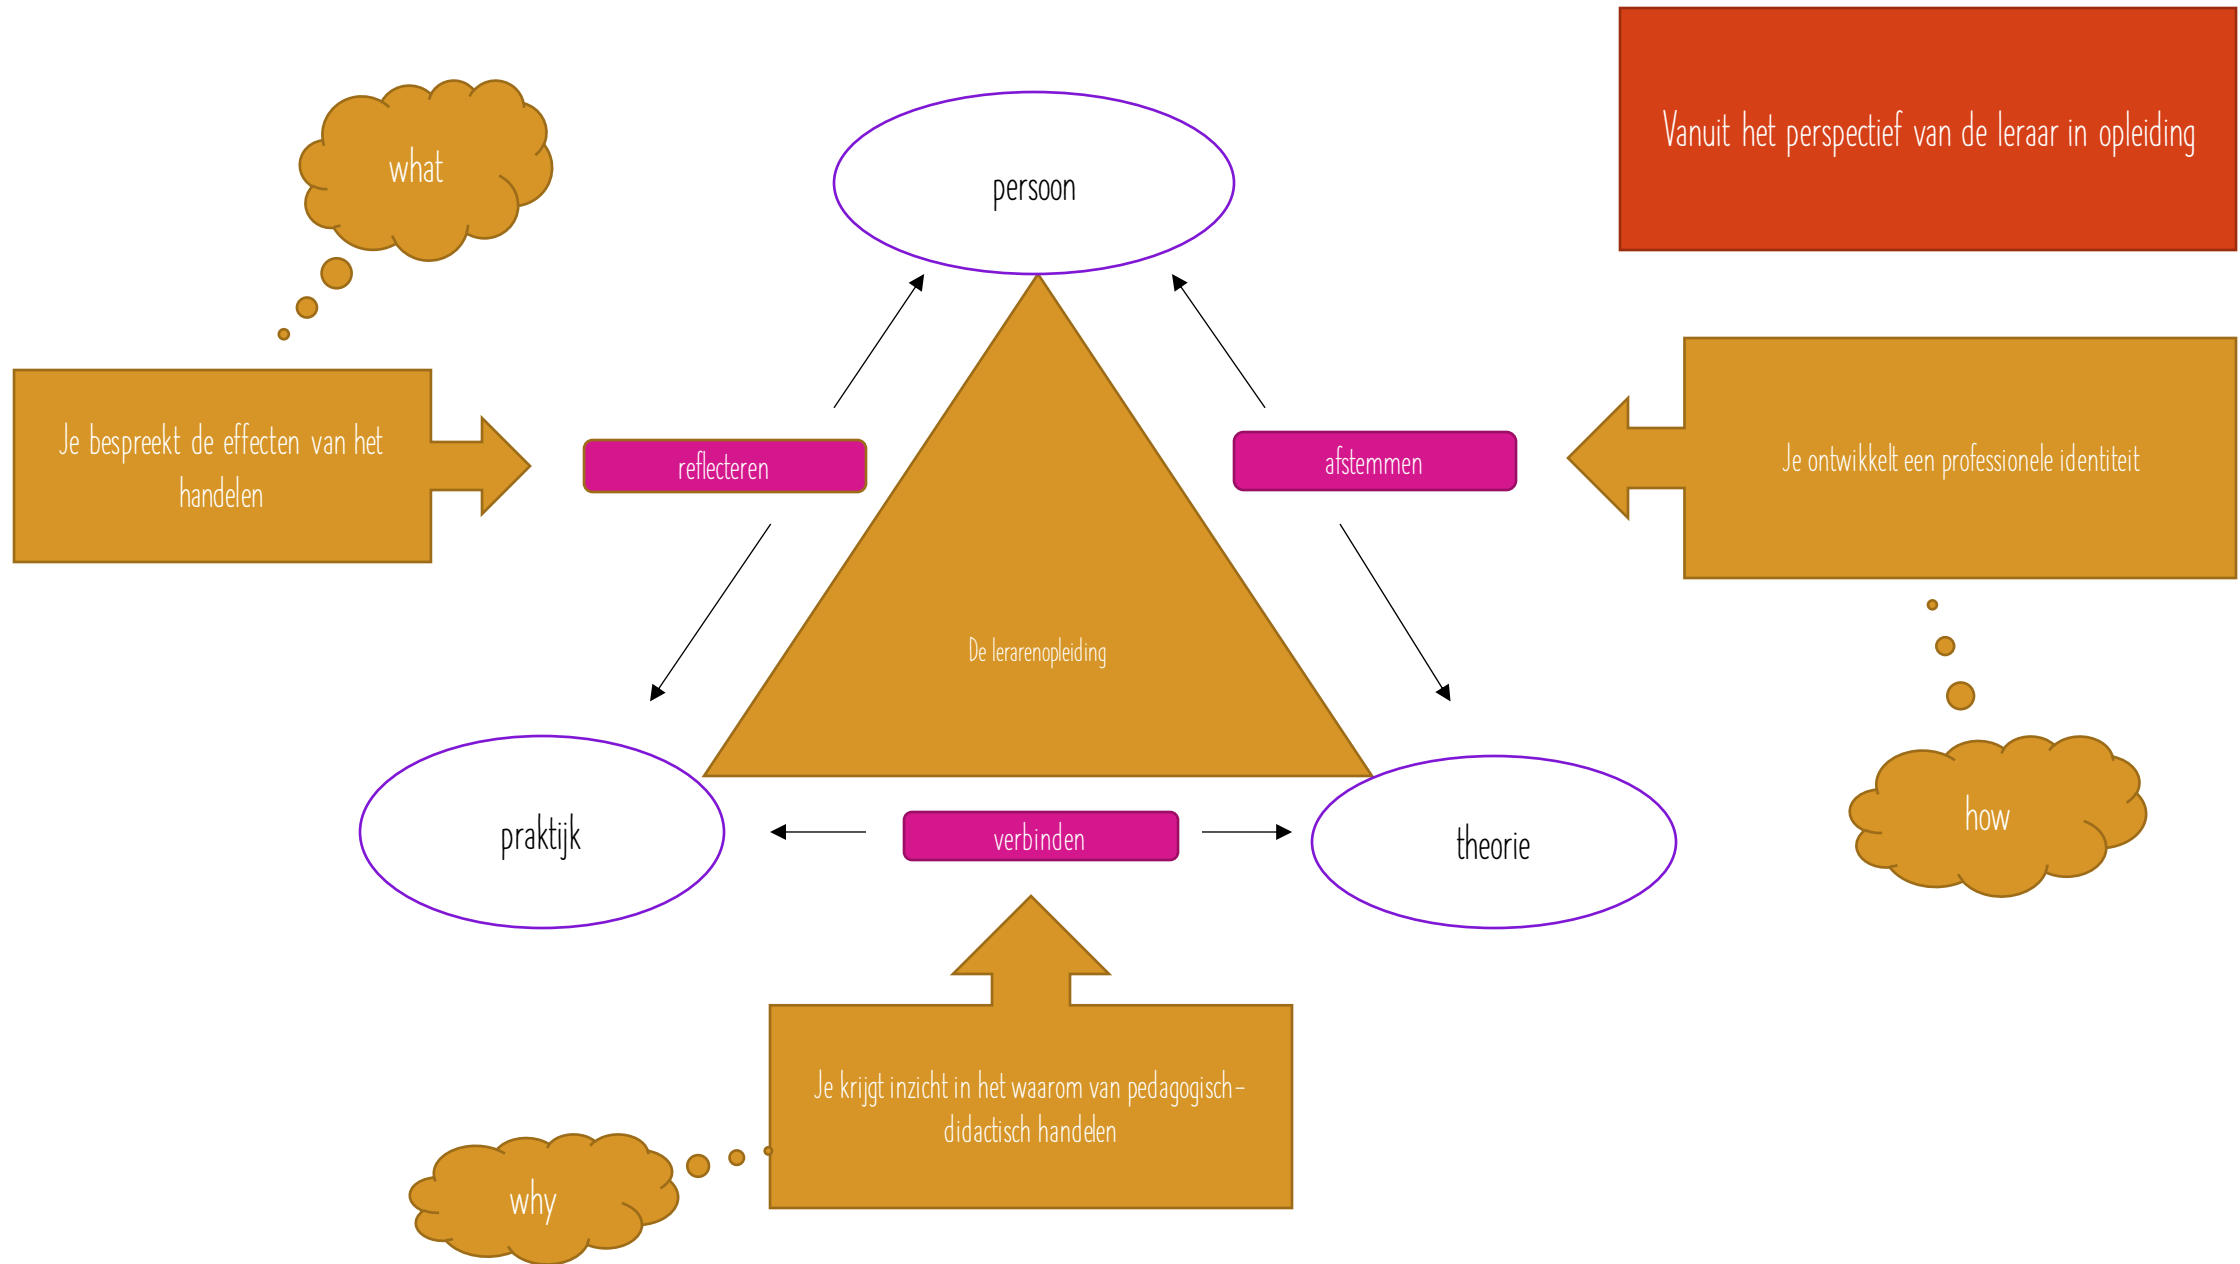 what
persoon
Vanuit het perspectief van de leraar in opleiding
Je bespreekt de effecten van het
handelen
reflecteren
afstemmen
Je ontwikkelt een professionele identiteit
De lerarenopleiding
praktijk
verbinden
theorie
how
Je krijgt inzicht in het waarom van pedagogisch-
didactisch handelen
why